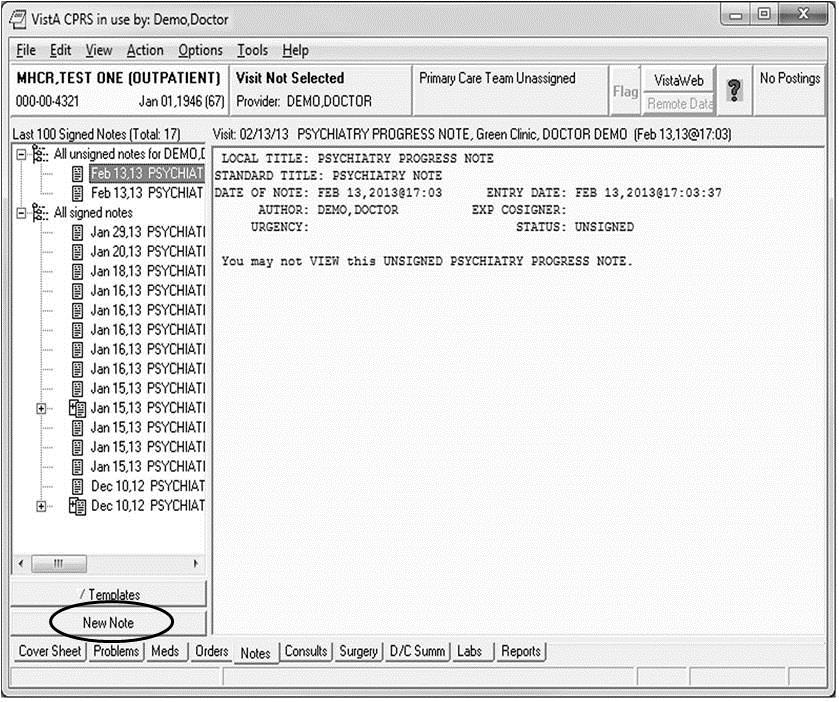 VistA CPRS in use by: Demo,Doctor
File Edit View Action Options Tools Help
MHCR,TEST ONE (OUTPATIENT) Visit Not Selected Primary Care Team Unassigned Flag VistaWeb ? No Postings
000-00-4321 Jan 01,1946 (67) Provider: DEMO,DOCTOR Remote Data
Last 100 Signed Notes (Total: 17) Visit: 02/13/13 PSYCHIATRY PROGRESS NOTE, Green Clinic, DOCTOR DEMO (Feb 13,13@17:03)
All unsigned notes for DEMO,D
Feb 13,13 PSYCHIAT
Feb 13,13 PSYCHIAT
All signed notes
Jan 29,13 PSYCHIATI
Jan 20,13 PSYCHIATI
Jan 18,13 PSYCHIATI
Jan 16,13 PSYCHIATI
Jan 16,13 PSYCHIATI
Jan 16,13 PSYCHIATI
Jan 16,13 PSYCHIATI
Jan 16,13 PSYCHIATI
Jan 15,13 PSYCHIATI
Jan 15,13 PSYCHIATI
Jan 15,13 PSYCHIATI
Jan 15,13 PSYCHIATI
Jan 15,13 PSYCHIATI
Dec 10,12 PSYCHIAT
Dec 10,12 PSYCHIAT
LOCAL TITLE: PSYCHIATRY PROGRESS NOTE
STANDARD TITLE: PSYCHIATRY NOTE
DATE OF NOTE: FEB 13,2013@17:03 ENTRY DATE: FEB 13,2013@17:03:37
AUTHOR: DEMO,DOCTOR EXP COSIGNER:
URGENCY: STATUS: UNSIGNED
You may not VIEW this UNSIGNED PSYCHIATRY PROGRESS NOTE.
/ Templates
New Note
Cover Sheet Problems Meds Orders Notes Consults Surgery D/C Summ Labs Reports